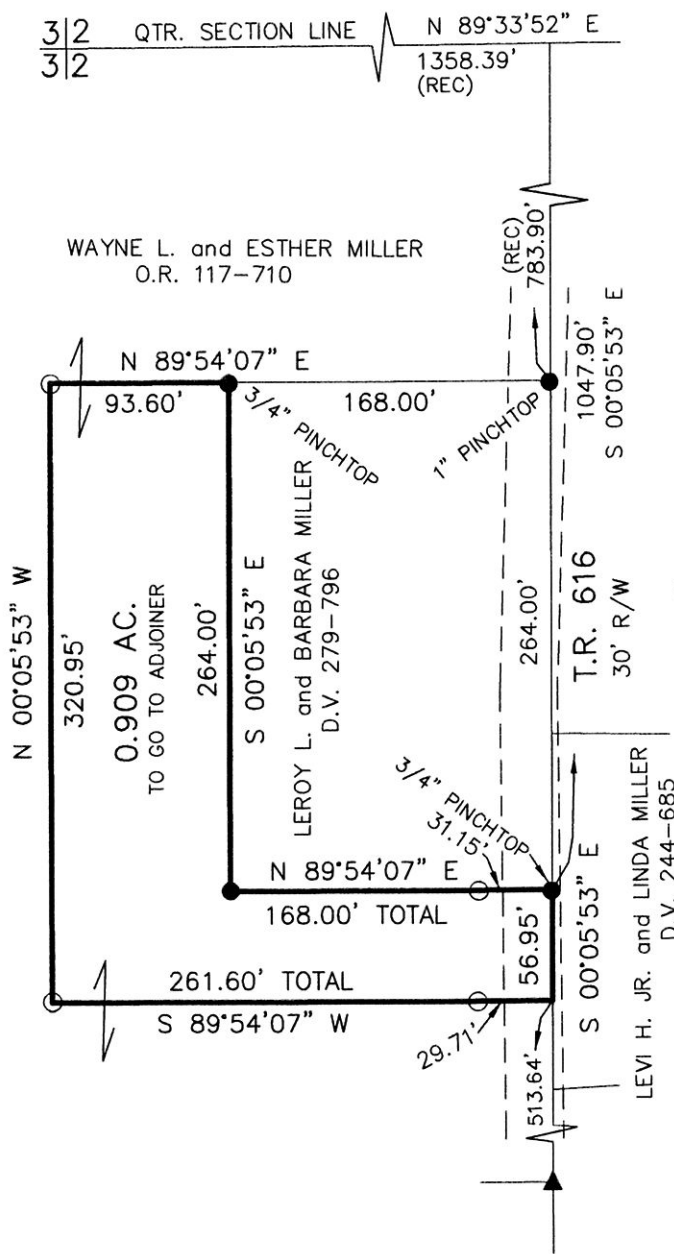 3|2 QTR. SECTION LINE N 89°33'52" E
3|2 1358.39'
(REC)
WAYNE L. and ESTHER MILLER
O.R. 117-710
(REC)
783.90'
N 89°54'07" E
93.60'
168.00'
3/4" PINCHTOP
1" PINCHTOP
1047.90'
S 00°05'53" E
N 00°05'53" W
320.95'
0.909 AC.
TO GO TO ADJOINER
264.00'
S 00°05'53" E
LEROY L. and BARBARA MILLER
D.V. 279-796
264.00'
T.R. 616
30' R/W
3/4" PINCHTOP
31.15'
N 89°54'07" E
168.00' TOTAL
56.95'
S 00°05'53" E
LEVI H. JR. and LINDA MILLER
D.V. 244-685
261.60' TOTAL
S 89°54'07" W
29.71'
513.64'